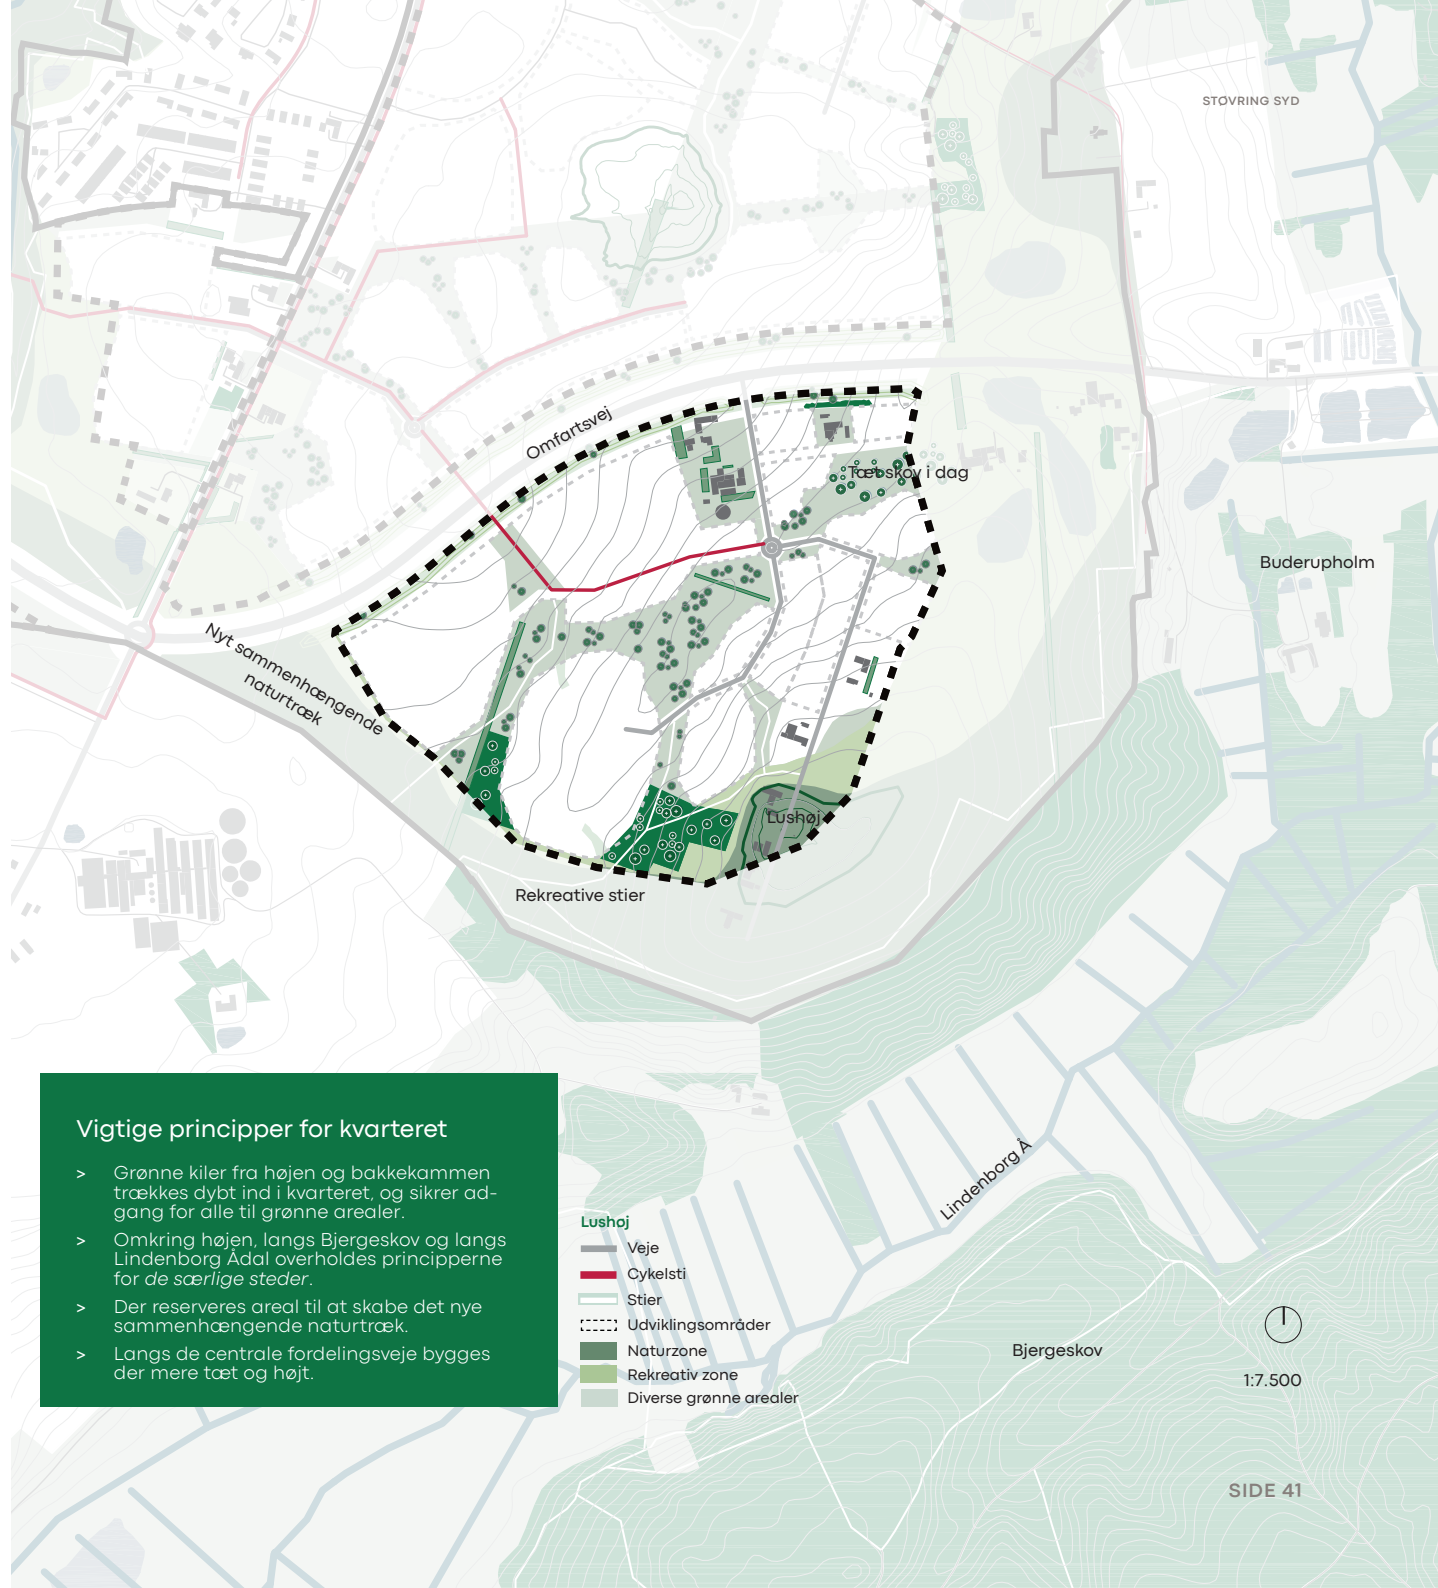 STØVRING SYD
Omfartsvej
Tæt skov i dag
Buderupholm
Nyt sammenhængende
naturtræk
Lushøj
Rekreative stier
Vigtige principper for kvarteret
> Grønne kiler fra højen og bakkekammen
trækkes dybt ind i kvarteret, og sikrer ad-
gang for alle til grønne arealer.
> Omkring højen, langs Bjergeskov og langs
Lindenborg Ådal overholdes principperne
for de særlige steder.
> Der reserveres areal til at skabe det nye
sammenhængende naturtræk.
> Langs de centrale fordelingsveje bygges
der mere tæt og højt.
Lindenborg Å
Lushøj
Veje
Cykelsti
Stier
Udviklingsområder
Naturzone
Rekreativ zone
Diverse grønne arealer
Bjergeskov
1:7.500
SIDE 41